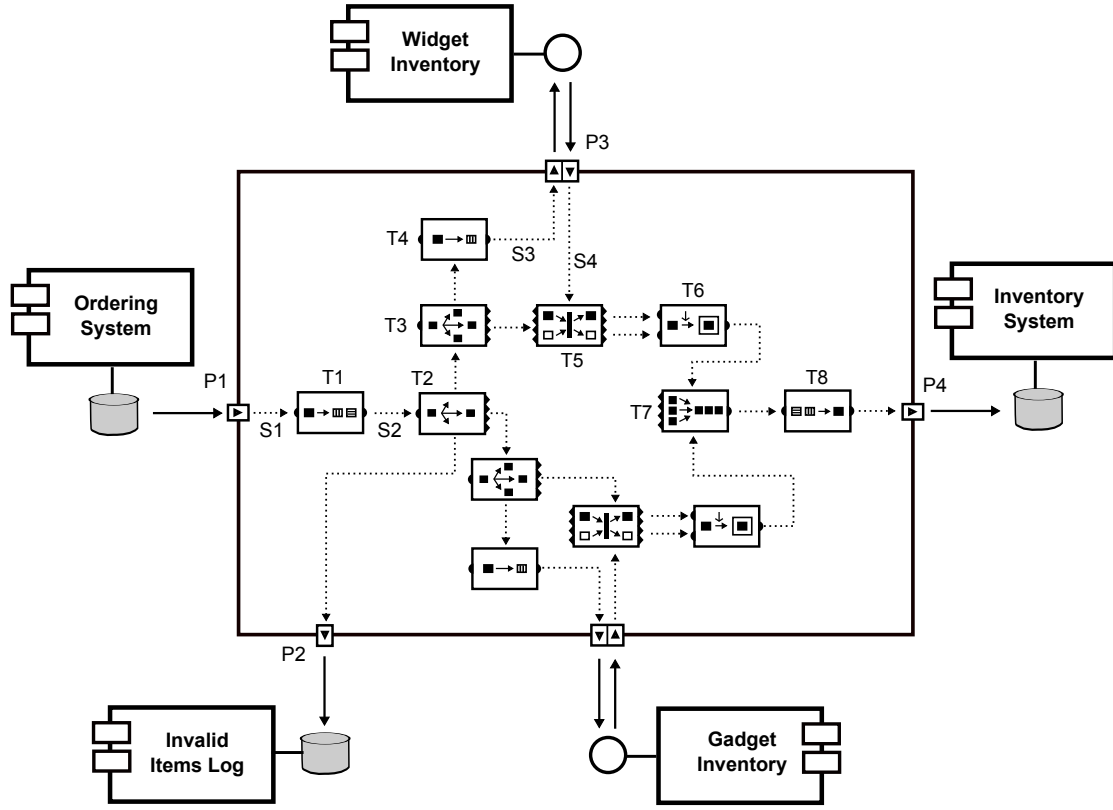 Widget
Inventory
P3
T4
S3
S4
Ordering
System
T3
T5
T6
Inventory
System
P1
T1
T2
P4
S1
S2
T7
T8
P2
Invalid
Items Log
Gadget
Inventory